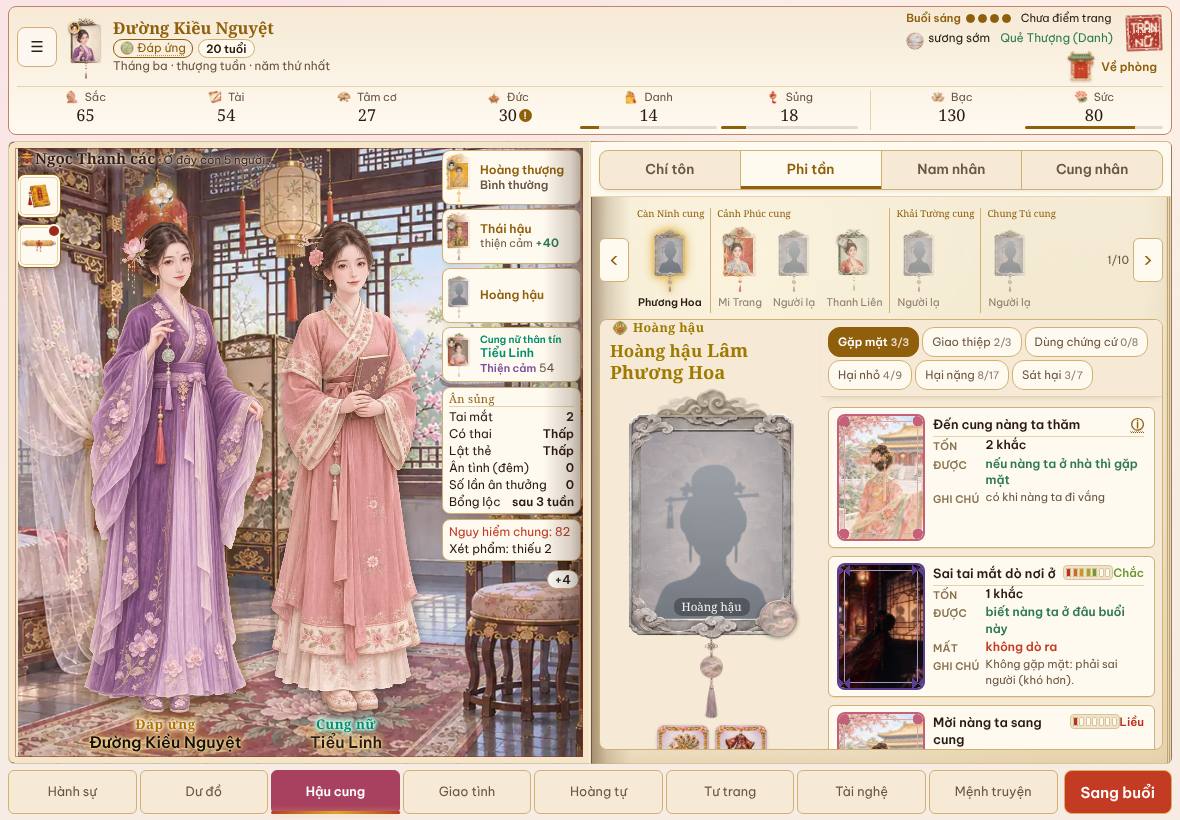 ☰
Đường Kiều Nguyệt
Đáp ứng
20 tuổi
Tháng ba · thượng tuần · năm thứ nhất
Buổi sáng
Chưa điểm trang
sương sớm
Quẻ Thượng (Danh)
TRÂN NỮ
Về phòng
Sắc
65
Tài
54
Tâm cơ
27
Đức
30
Danh
14
Sủng
18
Bạc
130
Sức
80
Ngọc Thanh các · Ở đây còn 5 người
Hoàng thượng
Bình thường
Thái hậu
thiện cảm +40
Hoàng hậu
Cung nữ thân tín
Tiểu Linh
Thiện cảm 54
Ân sủng
Tai mắt 2
Có thai Thấp
Lật thẻ Thấp
Ân tình (đêm) 0
Số lần ân thưởng 0
Bổng lộc sau 3 tuần
Nguy hiểm chung: 82
Xét phẩm: thiếu 2
+4
Đáp ứng
Đường Kiều Nguyệt
Cung nữ
Tiểu Linh
Chí tôn
Phi tần
Nam nhân
Cung nhân
Càn Ninh cung
Cảnh Phúc cung
Khải Tường cung
Chung Tú cung
‹
Phương Hoa
Mi Trang
Người lạ
Thanh Liên
Người lạ
Người lạ
1/10
›
Hoàng hậu
Hoàng hậu Lâm
Phương Hoa
Hoàng hậu
Gặp mặt 3/3
Giao thiệp 2/3
Dùng chứng cứ 0/8
Hại nhỏ 4/9
Hại nặng 8/17
Sát hại 3/7
Đến cung nàng ta thăm
TỐN 2 khắc
ĐƯỢC nếu nàng ta ở nhà thì gặp
mặt
GHI CHÚ có khi nàng ta đi vắng
Sai tai mắt dò nơi ở
Chắc
TỐN 1 khắc
ĐƯỢC biết nàng ta ở đâu buổi
này
MẤT không dò ra
GHI CHÚ Không gặp mặt: phải sai
người (khó hơn).
Mời nàng ta sang
cung
Liều
Hành sự
Dư đồ
Hậu cung
Giao tình
Hoàng tự
Tư trang
Tài nghệ
Mệnh truyện
Sang buổi